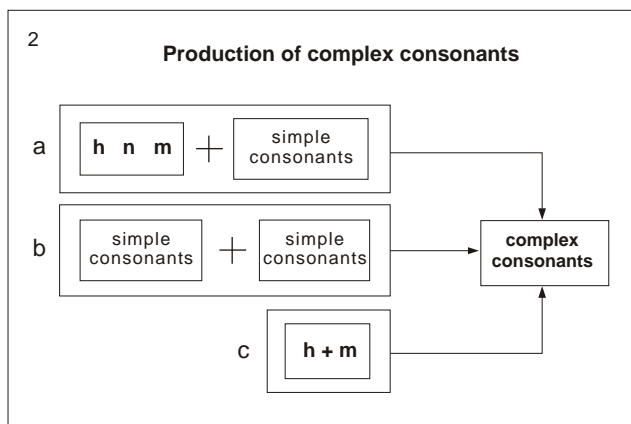 2
Production of complex consonants
a
h n m + simple
consonants
b
simple
consonants + simple
consonants
complex
consonants
c
h + m